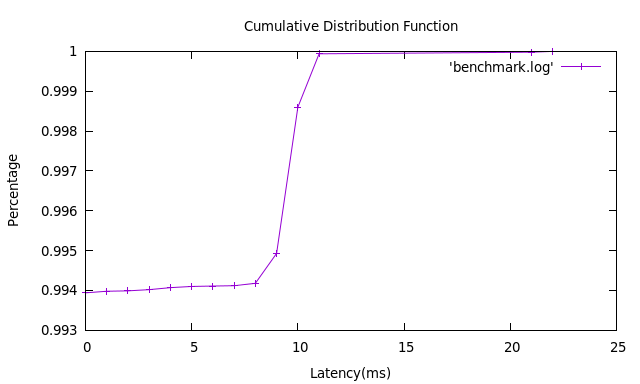 Cumulative Distribution Function
'benchmark.log'
Percentage
1
0.999
0.998
0.997
0.996
0.995
0.994
0.993
0 5 10 15 20 25
Latency(ms)